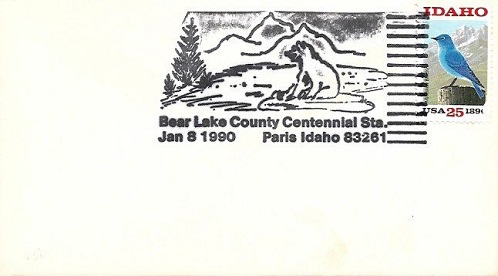 IDAHO
USA 25 1890
Bear Lake County Centennial Sta.
Jan 8 1990 Paris Idaho 83261